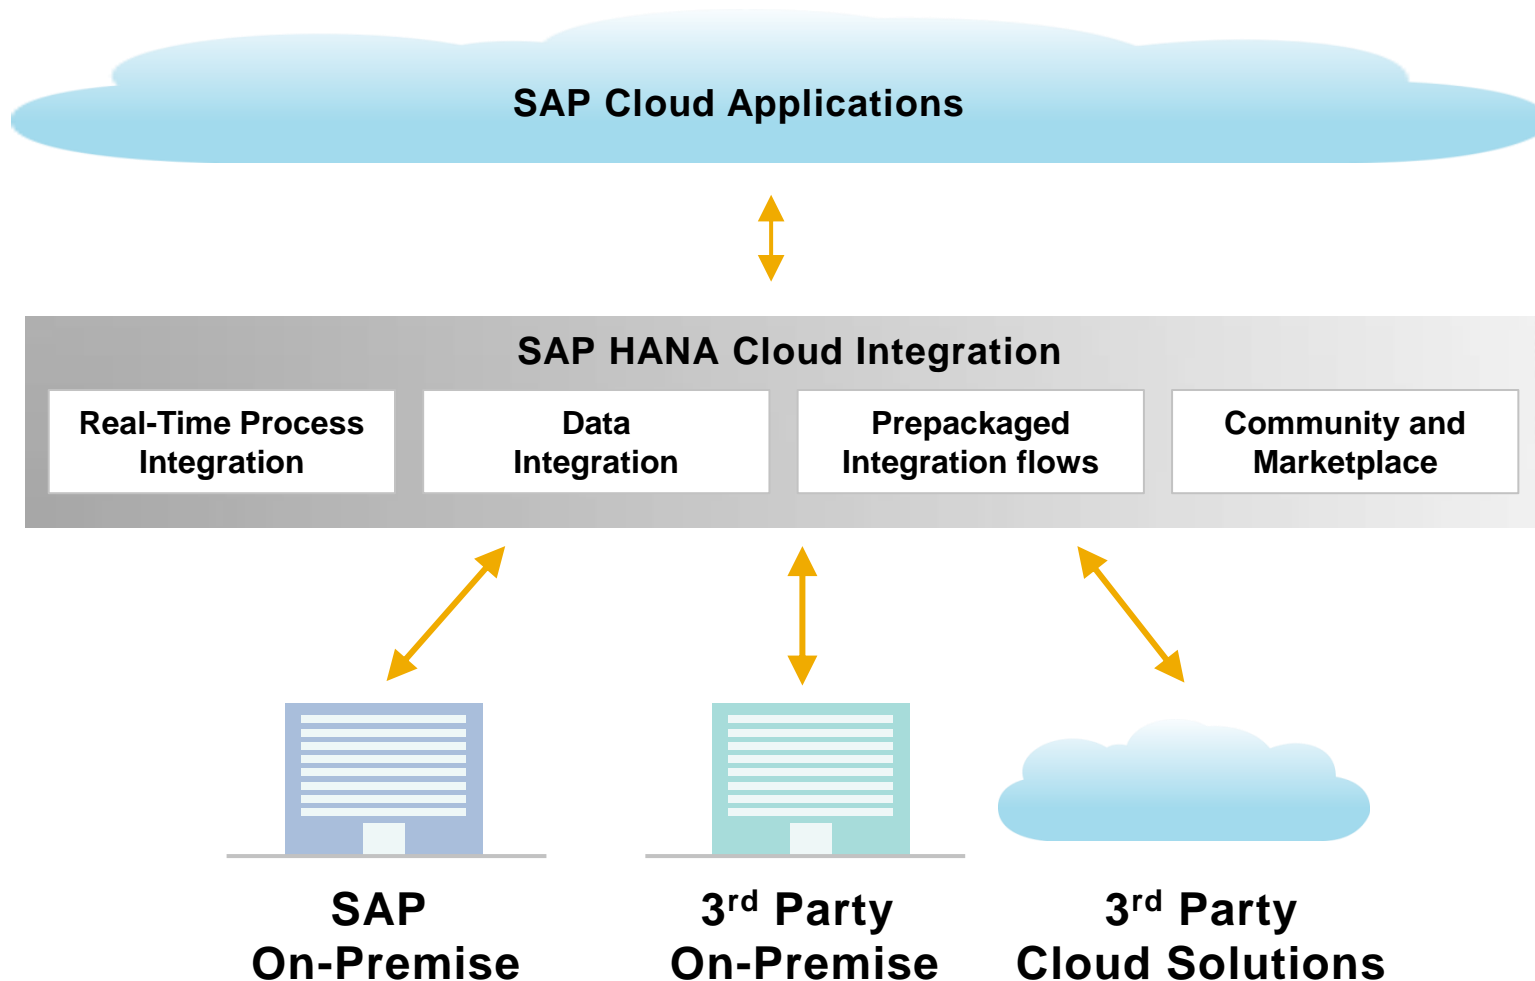 SAP Cloud Applications
SAP HANA Cloud Integration
Real-Time Process
Integration
Data
Integration
Prepackaged
Integration flows
Community and
Marketplace
SAP
On-Premise
3rd Party
On-Premise
3rd Party
Cloud Solutions